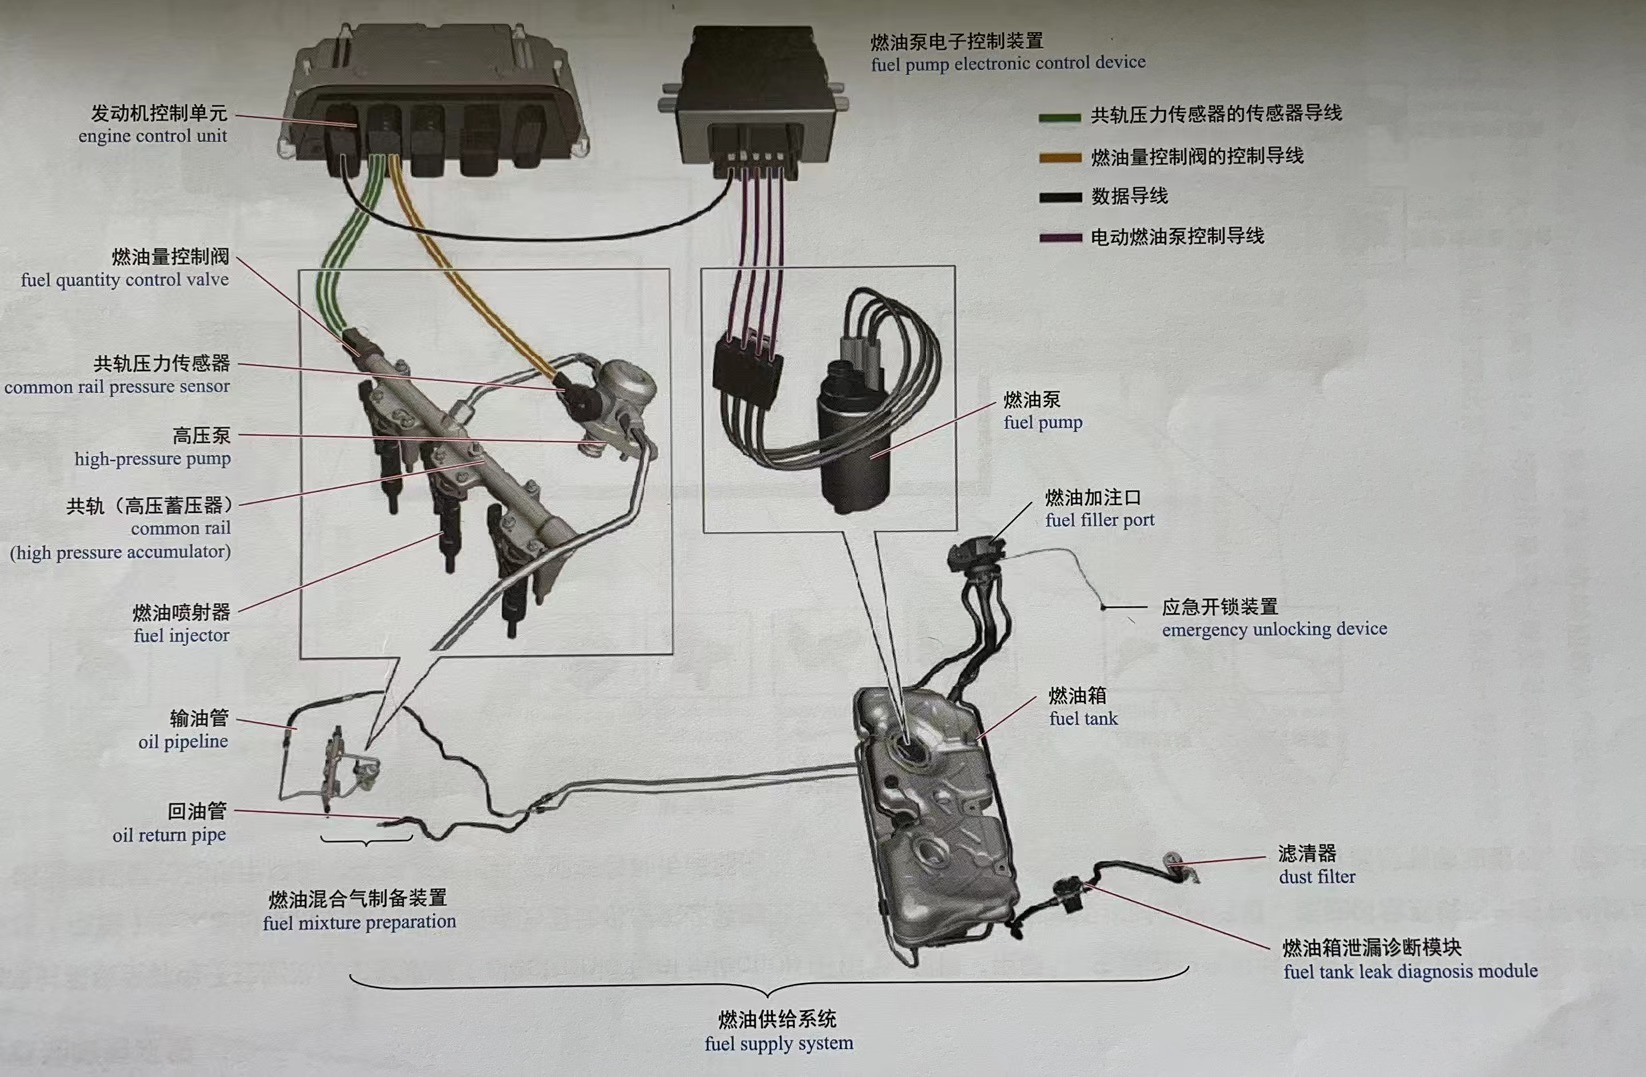 燃油泵电子控制装置
fuel pump electronic control device
发动机控制单元
engine control unit
共轨压力传感器的传感器导线
燃油量控制阀的控制导线
数据导线
电动燃油泵控制导线
燃油量控制阀
fuel quantity control valve
共轨压力传感器
common rail pressure sensor
高压泵
high-pressure pump
共轨（高压蓄压器）
common rail
(high pressure accumulator)
燃油喷射器
fuel injector
燃油泵
fuel pump
燃油加注口
fuel filler port
应急开锁装置
emergency unlocking device
燃油箱
fuel tank
输油管
oil pipeline
回油管
oil return pipe
燃油混合气制备装置
fuel mixture preparation
滤清器
dust filter
燃油箱泄漏诊断模块
fuel tank leak diagnosis module
燃油供给系统
fuel supply system